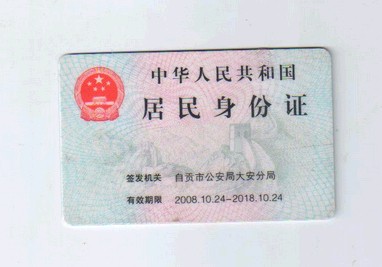 中华人民共和国
居民身份证
签发机关 自贡市公安局大安分局
有效期限 2008.10.24-2018.10.24